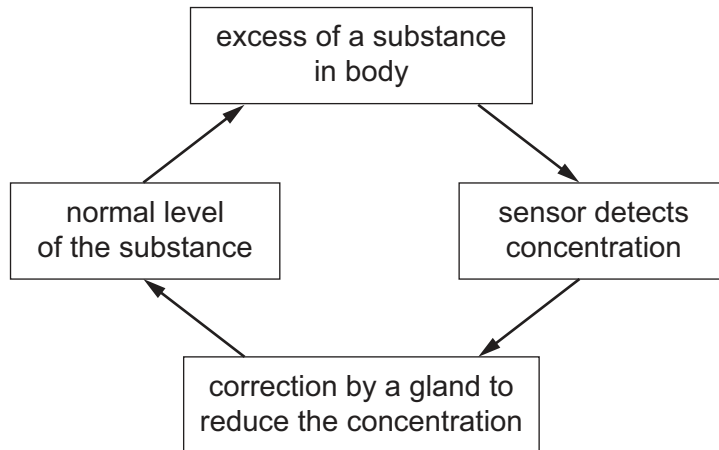 excess of a substance
in body
sensor detects
concentration
correction by a gland to
reduce the concentration
normal level
of the substance